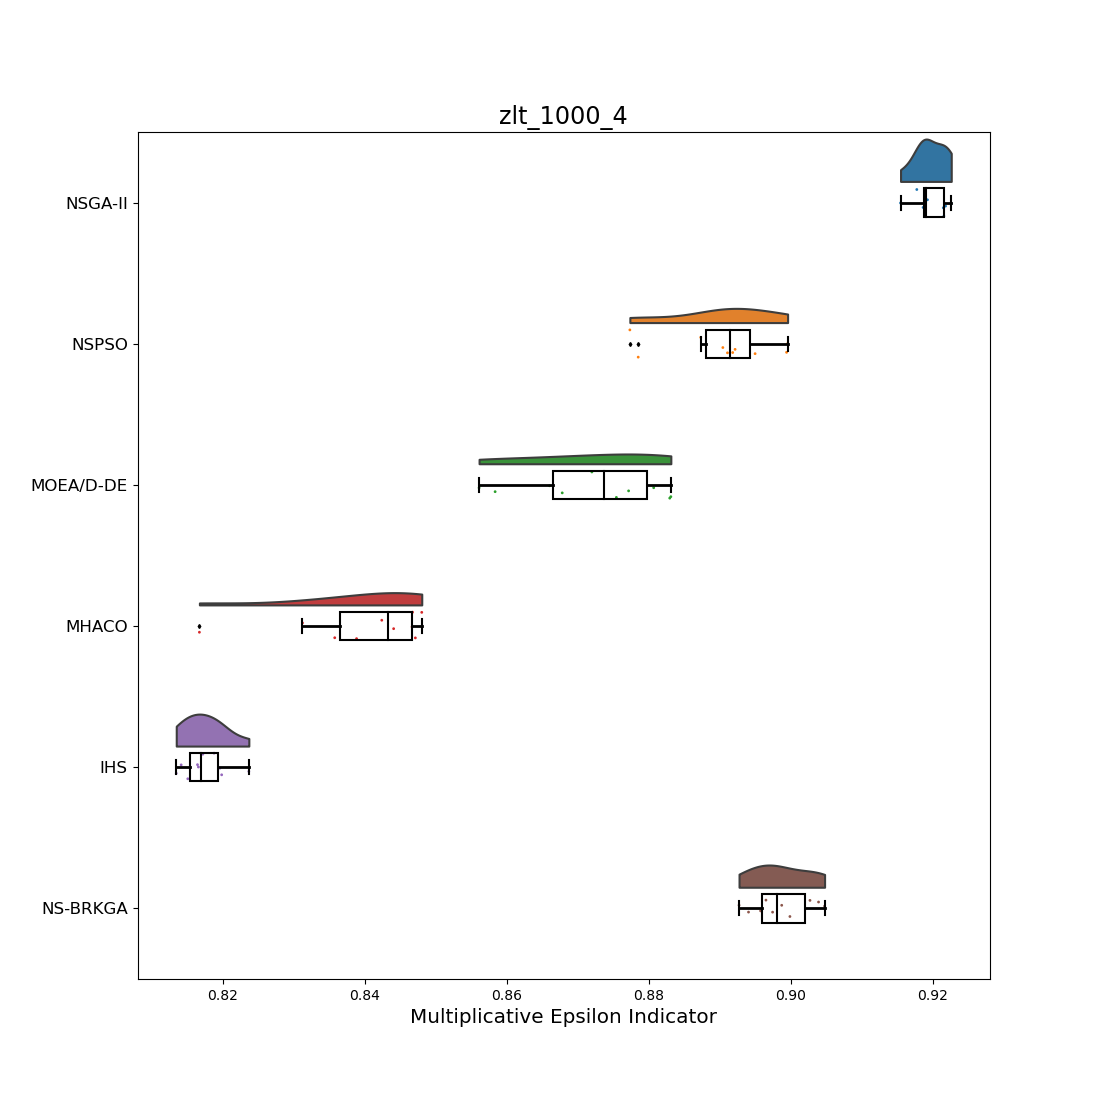 zlt_1000_4
NSGA-II
NSPSO
MOEA/D-DE
MHACO
IHS
NS-BRKGA
0.82 0.84 0.86 0.88 0.90 0.92
Multiplicative Epsilon Indicator